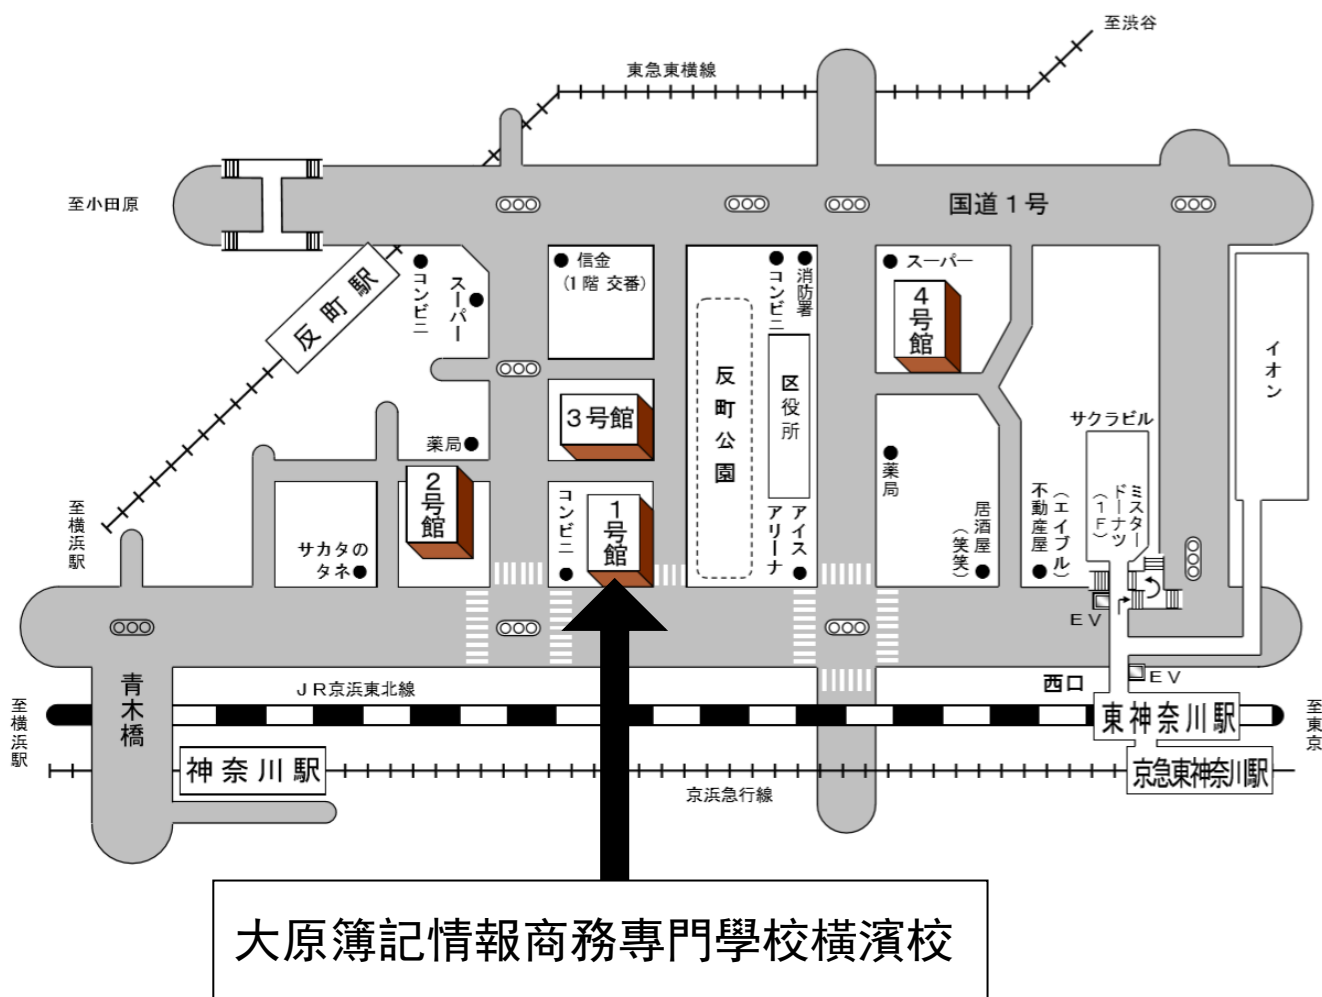 至渋谷
東急東横線
至小田原
国道1号
反町駅
コンビニ
スーパー
信金
(1階 交番)
コンビニ
消防署
スーパー
4号館
イオン
反町公園
区役所
3号館
薬局
サクラビル
2号館
コンビニ
1号館
アイス
アリーナ
薬局
居酒屋
(笑笑)
不動産屋
(エイブル)
ミスター
ドーナツ
(1F)
至横浜駅
サカタの
タネ
EV
青木橋
JR京浜東北線
西口
EV
至横浜駅
東神奈川駅
至東京
神奈川駅
京浜急行線
京急東神奈川駅
大原簿記情報商務專門學校橫濱校